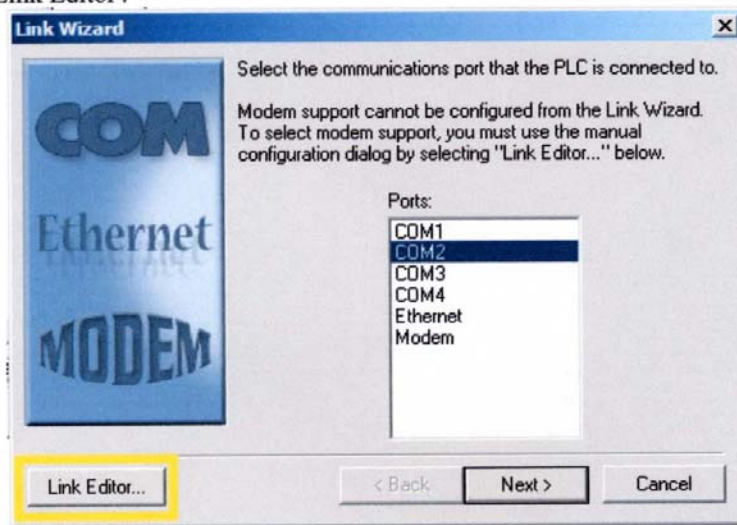 Link Editor".
Link Wizard
COM
Ethernet
MODEM
Select the communications port that the PLC is connected to.
Modem support cannot be configured from the Link Wizard.
To select modem support, you must use the manual
configuration dialog by selecting "Link Editor..." below.
Ports:
COM1
COM2
COM3
COM4
Ethernet
Modem
Link Editor...
< Back
Next >
Cancel